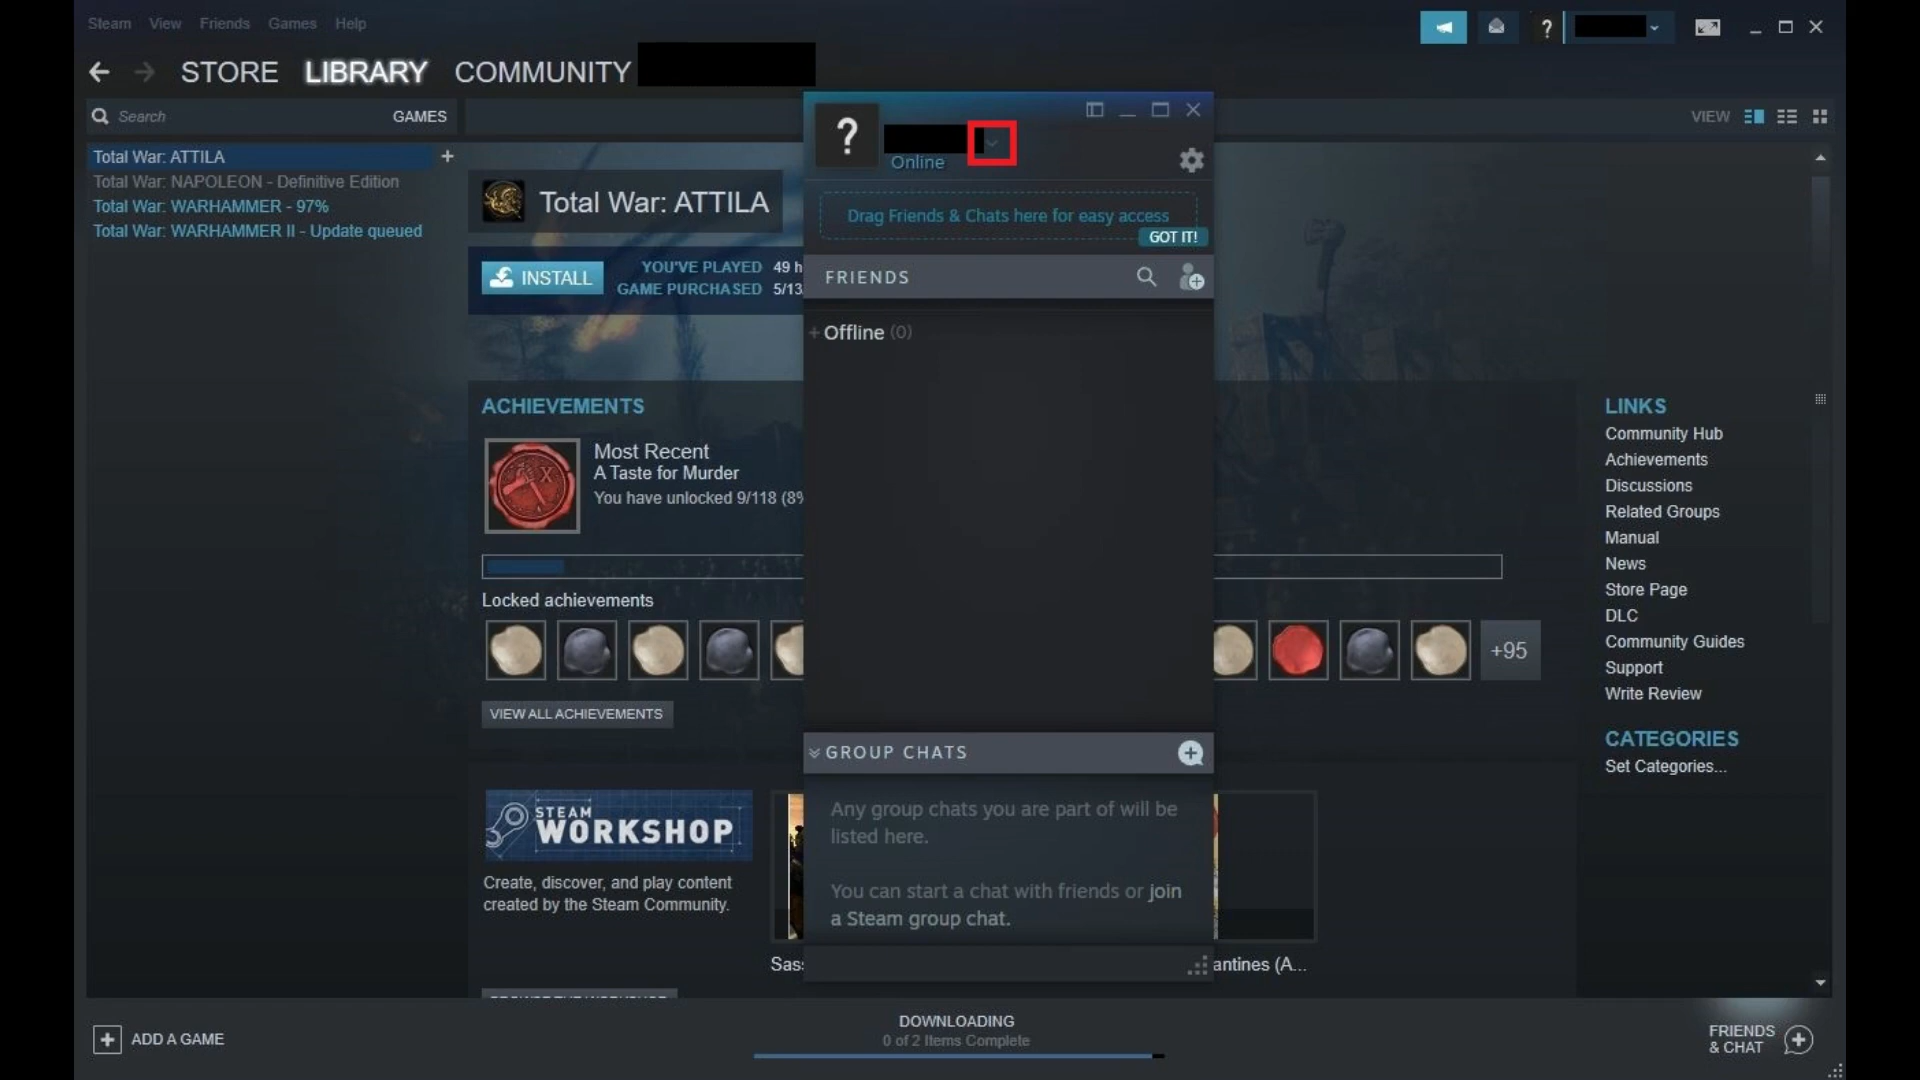 Steam View Friends Games Help
?
STORE LIBRARY COMMUNITY
Search GAMES
VIEW
?
Online
Total War: ATTILA +
Total War: NAPOLEON - Definitive Edition
Total War: WARHAMMER - 97%
Total War: WARHAMMER II - Update queued
Total War: ATTILA
INSTALL
YOU'VE PLAYED 49 h
GAME PURCHASED 5/13
Drag Friends & Chats here for easy access
GOT IT!
FRIENDS
+ Offline (0)
ACHIEVEMENTS
Most Recent
A Taste for Murder
You have unlocked 9/118 (8%
Locked achievements
+95
VIEW ALL ACHIEVEMENTS
GROUP CHATS
Any group chats you are part of will be
listed here.
You can start a chat with friends or join
a Steam group chat.
STEAM
WORKSHOP
Create, discover, and play content
created by the Steam Community.
Sass
antines (A...
LINKS
Community Hub
Achievements
Discussions
Related Groups
Manual
News
Store Page
DLC
Community Guides
Support
Write Review
CATEGORIES
Set Categories...
+ ADD A GAME
DOWNLOADING
0 of 2 Items Complete
FRIENDS
& CHAT